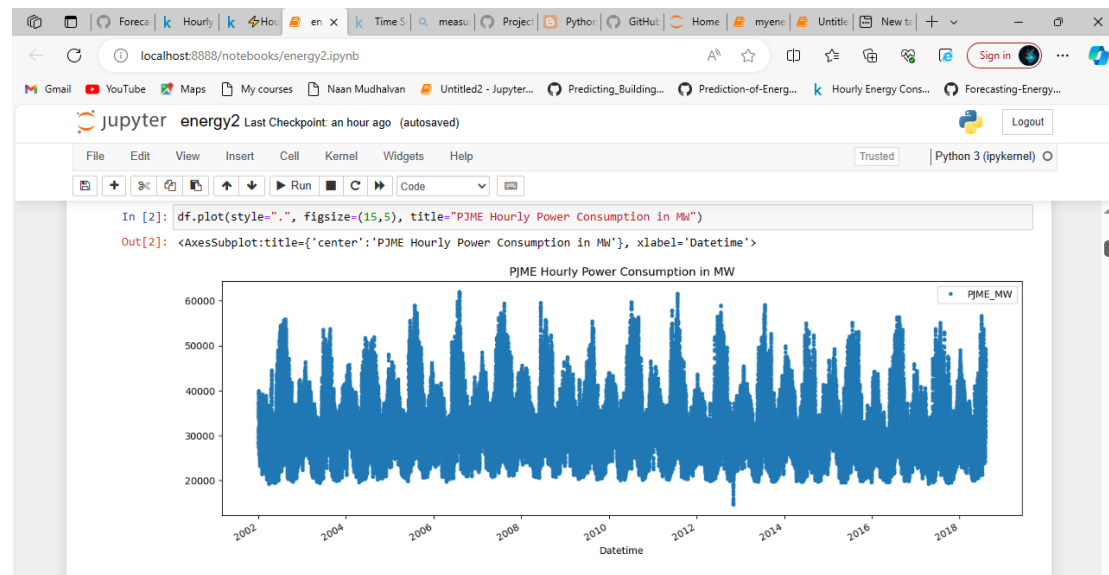 Foreca
Hourly
Hou
en
Time S
measu
Project
Python
GitHub
Home
myene
Untitle
New ta
localhost:8888/notebooks/energy2.ipynb
Sign in
Gmail
YouTube
Maps
My courses
Naan Mudhalvan
Untitled2 - Jupyter...
Predicting_Building...
Prediction-of-Energ...
Hourly Energy Cons...
Forecasting-Energy...
jupyter energy2 Last Checkpoint: an hour ago (autosaved)
Logout
File Edit View Insert Cell Kernel Widgets Help
Trusted
Python 3 (ipykernel)
Run
Code
In [2]: df.plot(style=".", figsize=(15,5), title="PJME Hourly Power Consumption in MW")
Out[2]: <AxesSubplot:title={'center':'PJME Hourly Power Consumption in MW'}, xlabel='Datetime'>
PJME Hourly Power Consumption in MW
PJME_MW
60000
50000
40000
30000
20000
2002 2004 2006 2008 2010 2012 2014 2016 2018
Datetime